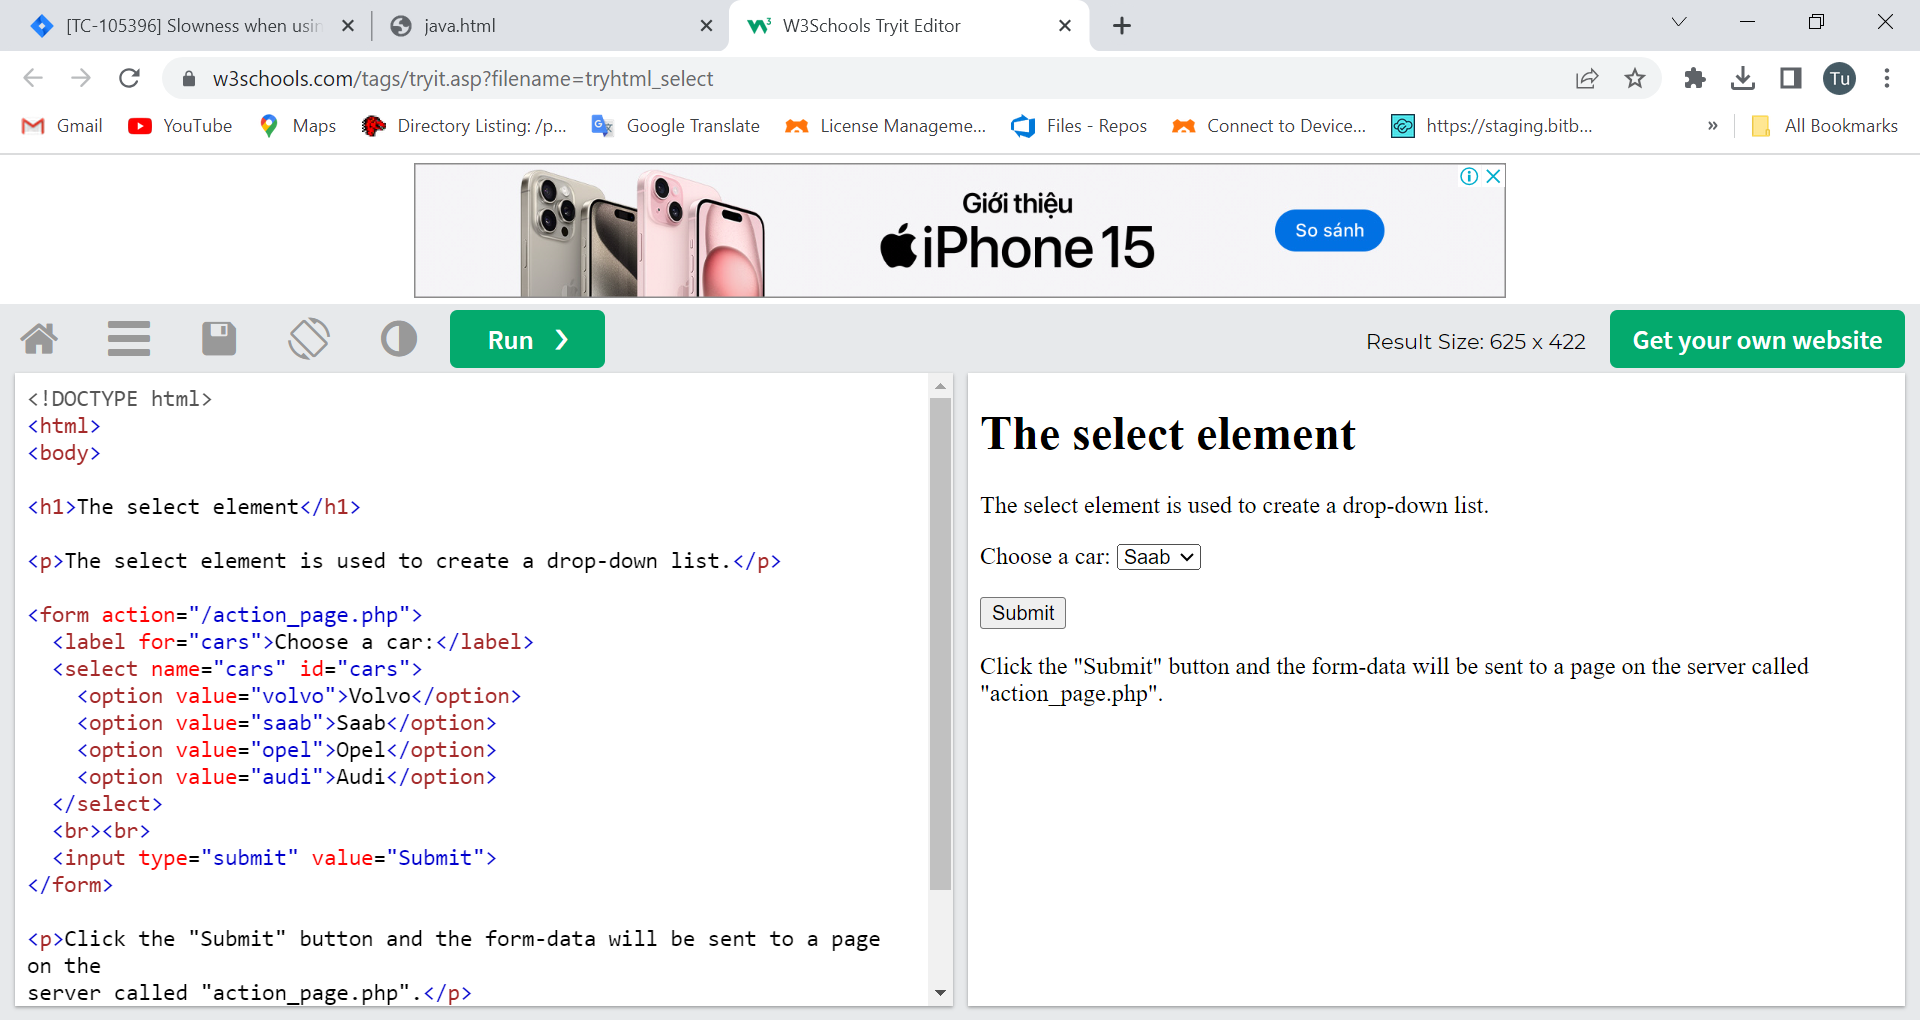 [TC-105396] Slowness when usin
java.html
W3Schools Tryit Editor
w3schools.com/tags/tryit.asp?filename=tryhtml_select
Tu
Gmail
YouTube
Maps
Directory Listing: /p...
Google Translate
License Manageme...
Files - Repos
Connect to Device...
https://staging.bitb...
»
All Bookmarks
Giới thiệu
iPhone 15
So sánh
Run ❯
Result Size: 625 x 422
Get your own website
<!DOCTYPE html>
<html>
<body>
<h1>The select element</h1>
<p>The select element is used to create a drop-down list.</p>
<form action="/action_page.php">
<label for="cars">Choose a car:</label>
<select name="cars" id="cars">
<option value="volvo">Volvo</option>
<option value="saab">Saab</option>
<option value="opel">Opel</option>
<option value="audi">Audi</option>
</select>
<br><br>
<input type="submit" value="Submit">
</form>
<p>Click the "Submit" button and the form-data will be sent to a page
on the
server called "action_page.php".</p>
The select element
The select element is used to create a drop-down list.
Choose a car: Saab
Submit
Click the "Submit" button and the form-data will be sent to a page on the server called
"action_page.php".